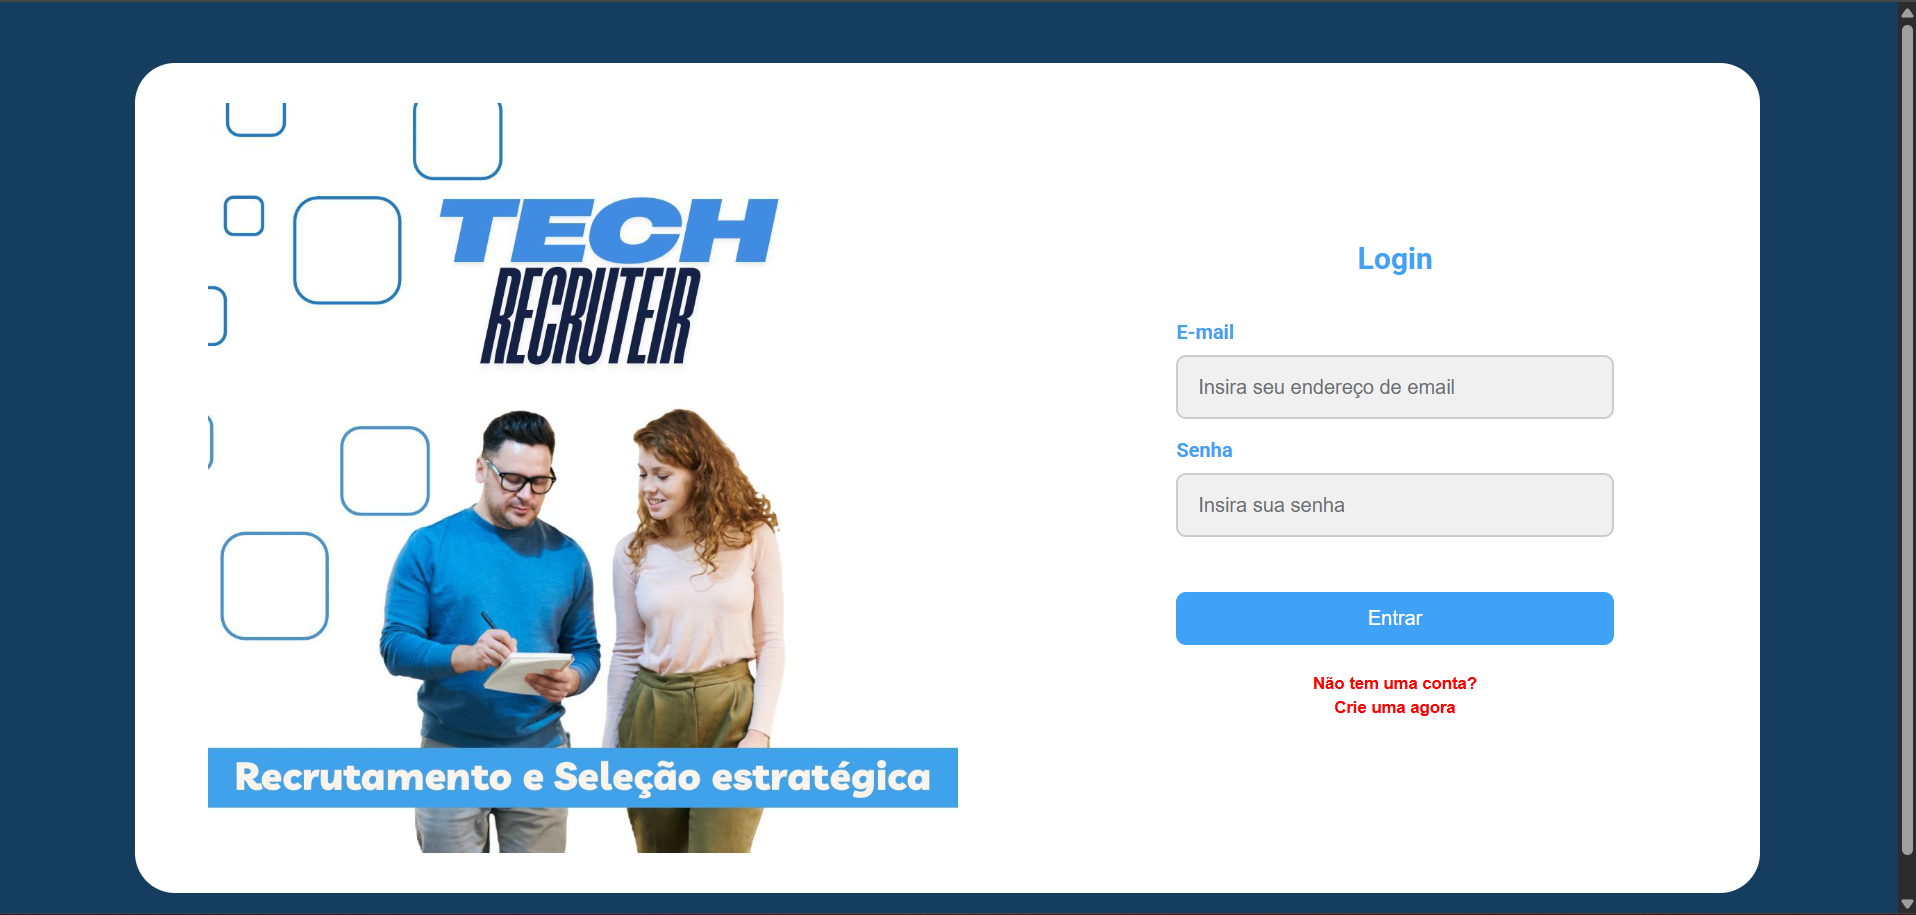 TECH
RECRUTEIR
Recrutamento e Seleção estratégica
Login
E-mail
Insira seu endereço de email
Senha
Insira sua senha
Entrar
Não tem uma conta?
Crie uma agora